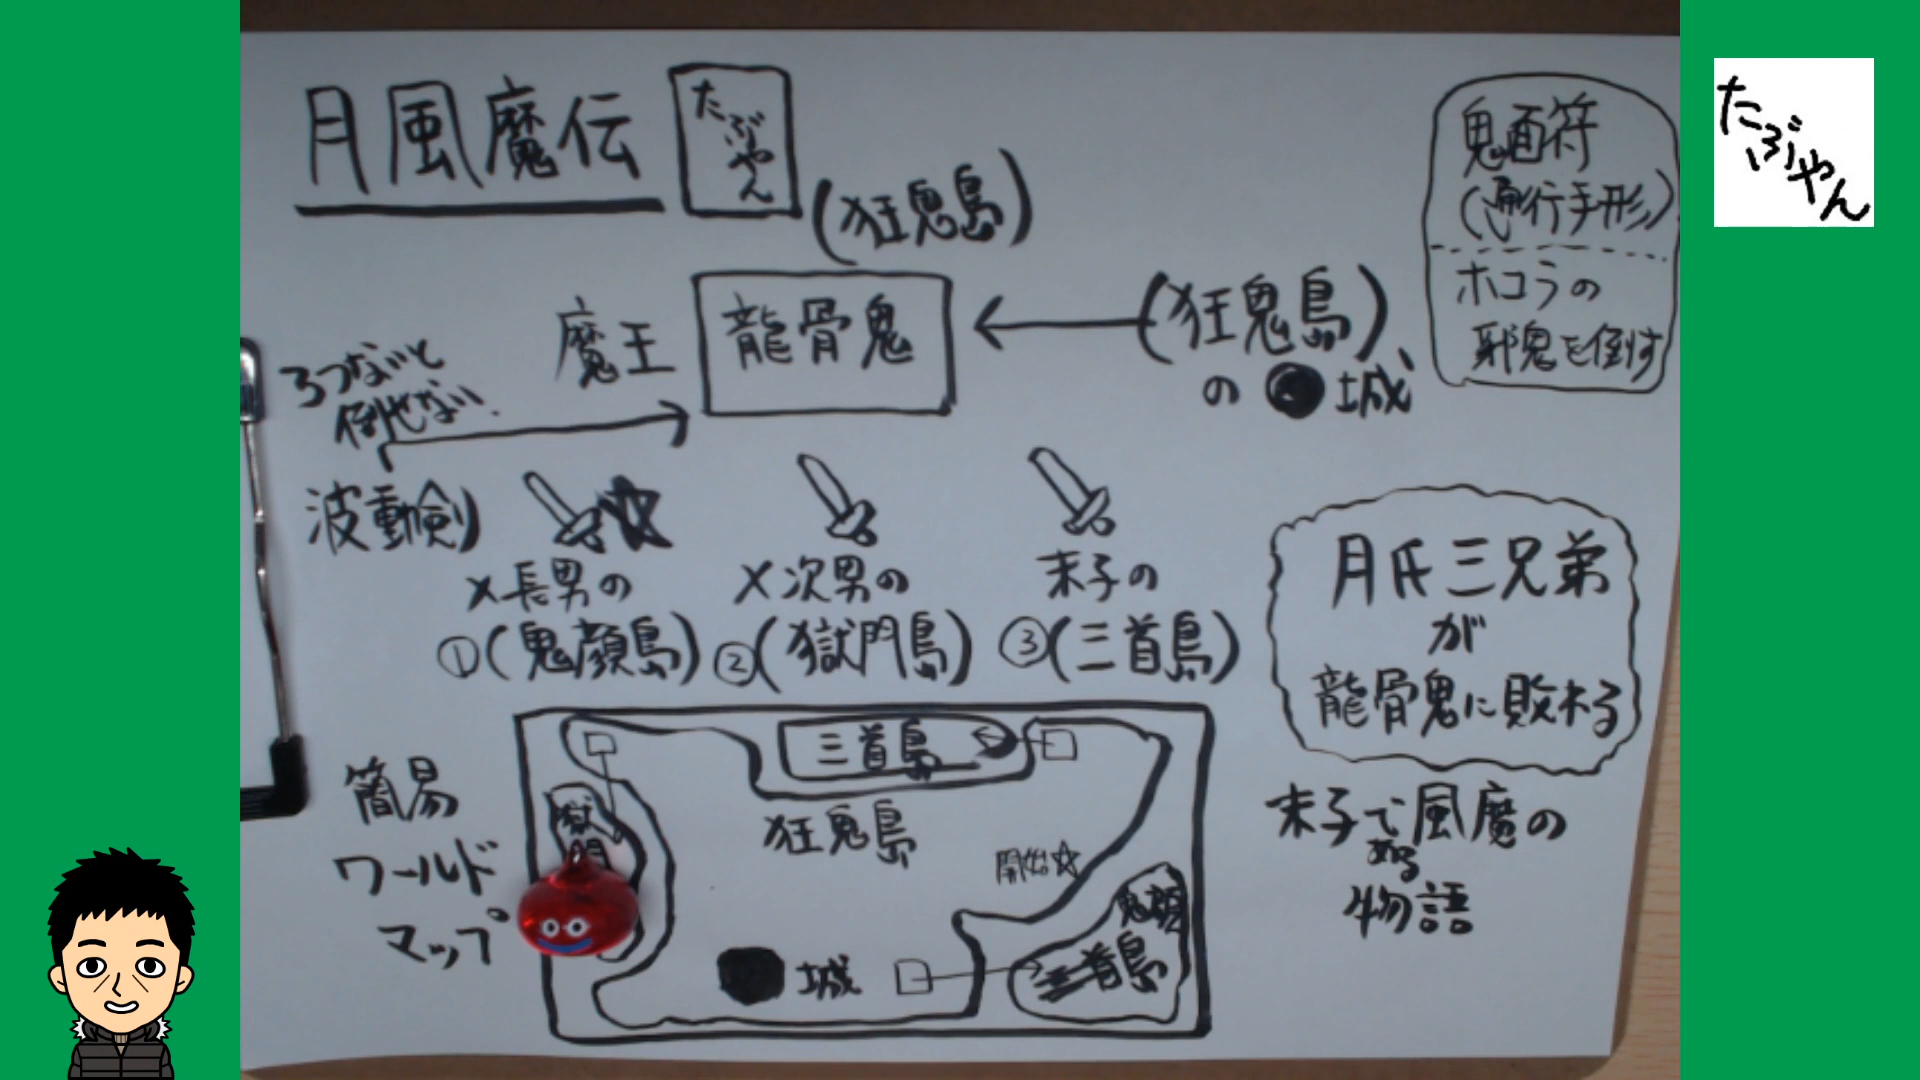 月風魔伝
たぶやん
(狂鬼島)
鬼面符
(通行手形)
ホコラの
邪鬼を倒す
たぶやん
魔王
龍骨鬼
(狂鬼島)
の●城
3つないと
倒せない
波動剣
×長男の
①(鬼顔島)
×次男の
②(獄門島)
末子の
③(三首島)
月氏三兄弟
が
龍骨鬼に敗れる
末子で風魔の
ある
物語
簡易
ワールド
マップ
三首島
狂鬼島
獄
門
開始☆
鬼顔
島
城